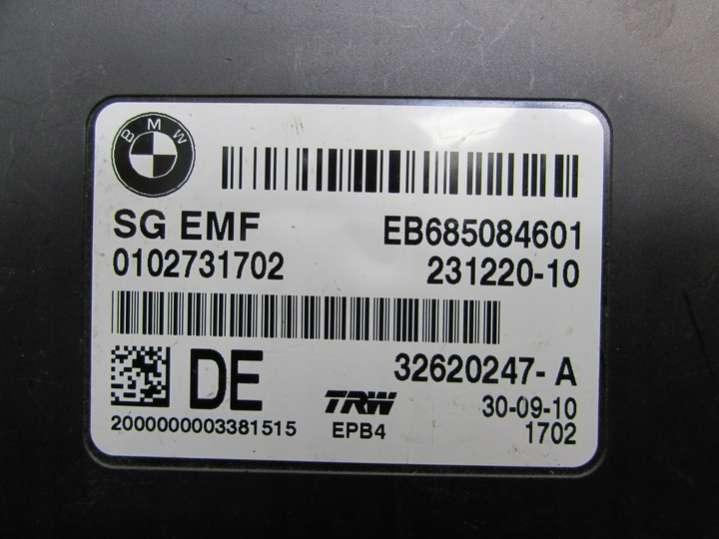 BMW
SG EMF EB685084601
0102731702 231220-10
DE 32620247-A
TRW 30-09-10
2000000003381515 EPB4 1702